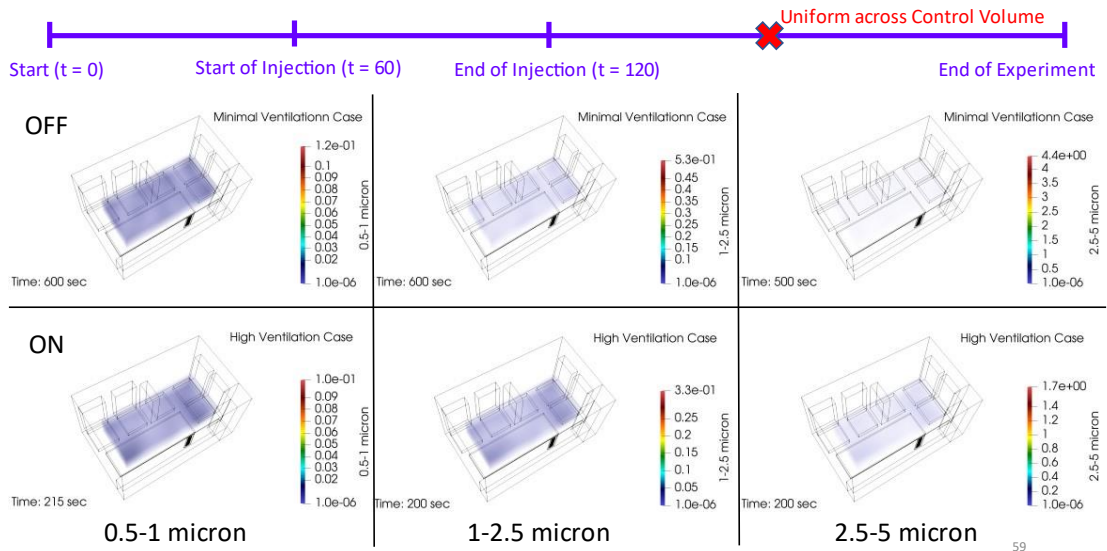 Uniform across Control Volume
Start (t = 0)
Start of Injection (t = 60)
End of Injection (t = 120)
End of Experiment
OFF
Minimal Ventilationn Case
1.2e-01
0.1
0.09
0.08
0.07
0.06
0.05
0.04
0.03
0.02
1.0e-06
0.5-1 micron
Time: 600 sec
Minimal Ventilationn Case
5.3e-01
0.45
0.4
0.35
0.3
0.25
0.2
0.15
0.1
1.0e-06
1-2.5 micron
Time: 600 sec
Minimal Ventilationn Case
4.4e+00
4
3.5
3
2.5
2
1.5
1
0.5
1.0e-06
2.5-5 micron
Time: 500 sec
ON
High Ventilation Case
1.0e-01
0.09
0.08
0.07
0.06
0.05
0.04
0.03
0.02
1.0e-06
0.5-1 micron
Time: 215 sec
High Ventilation Case
3.3e-01
0.25
0.2
0.15
0.1
0.05
1.0e-06
1-2.5 micron
Time: 200 sec
High Ventilation Case
1.7e+00
1.4
1.2
1
0.8
0.6
0.4
0.2
1.0e-06
2.5-5 micron
Time: 200 sec
0.5-1 micron
1-2.5 micron
2.5-5 micron
59